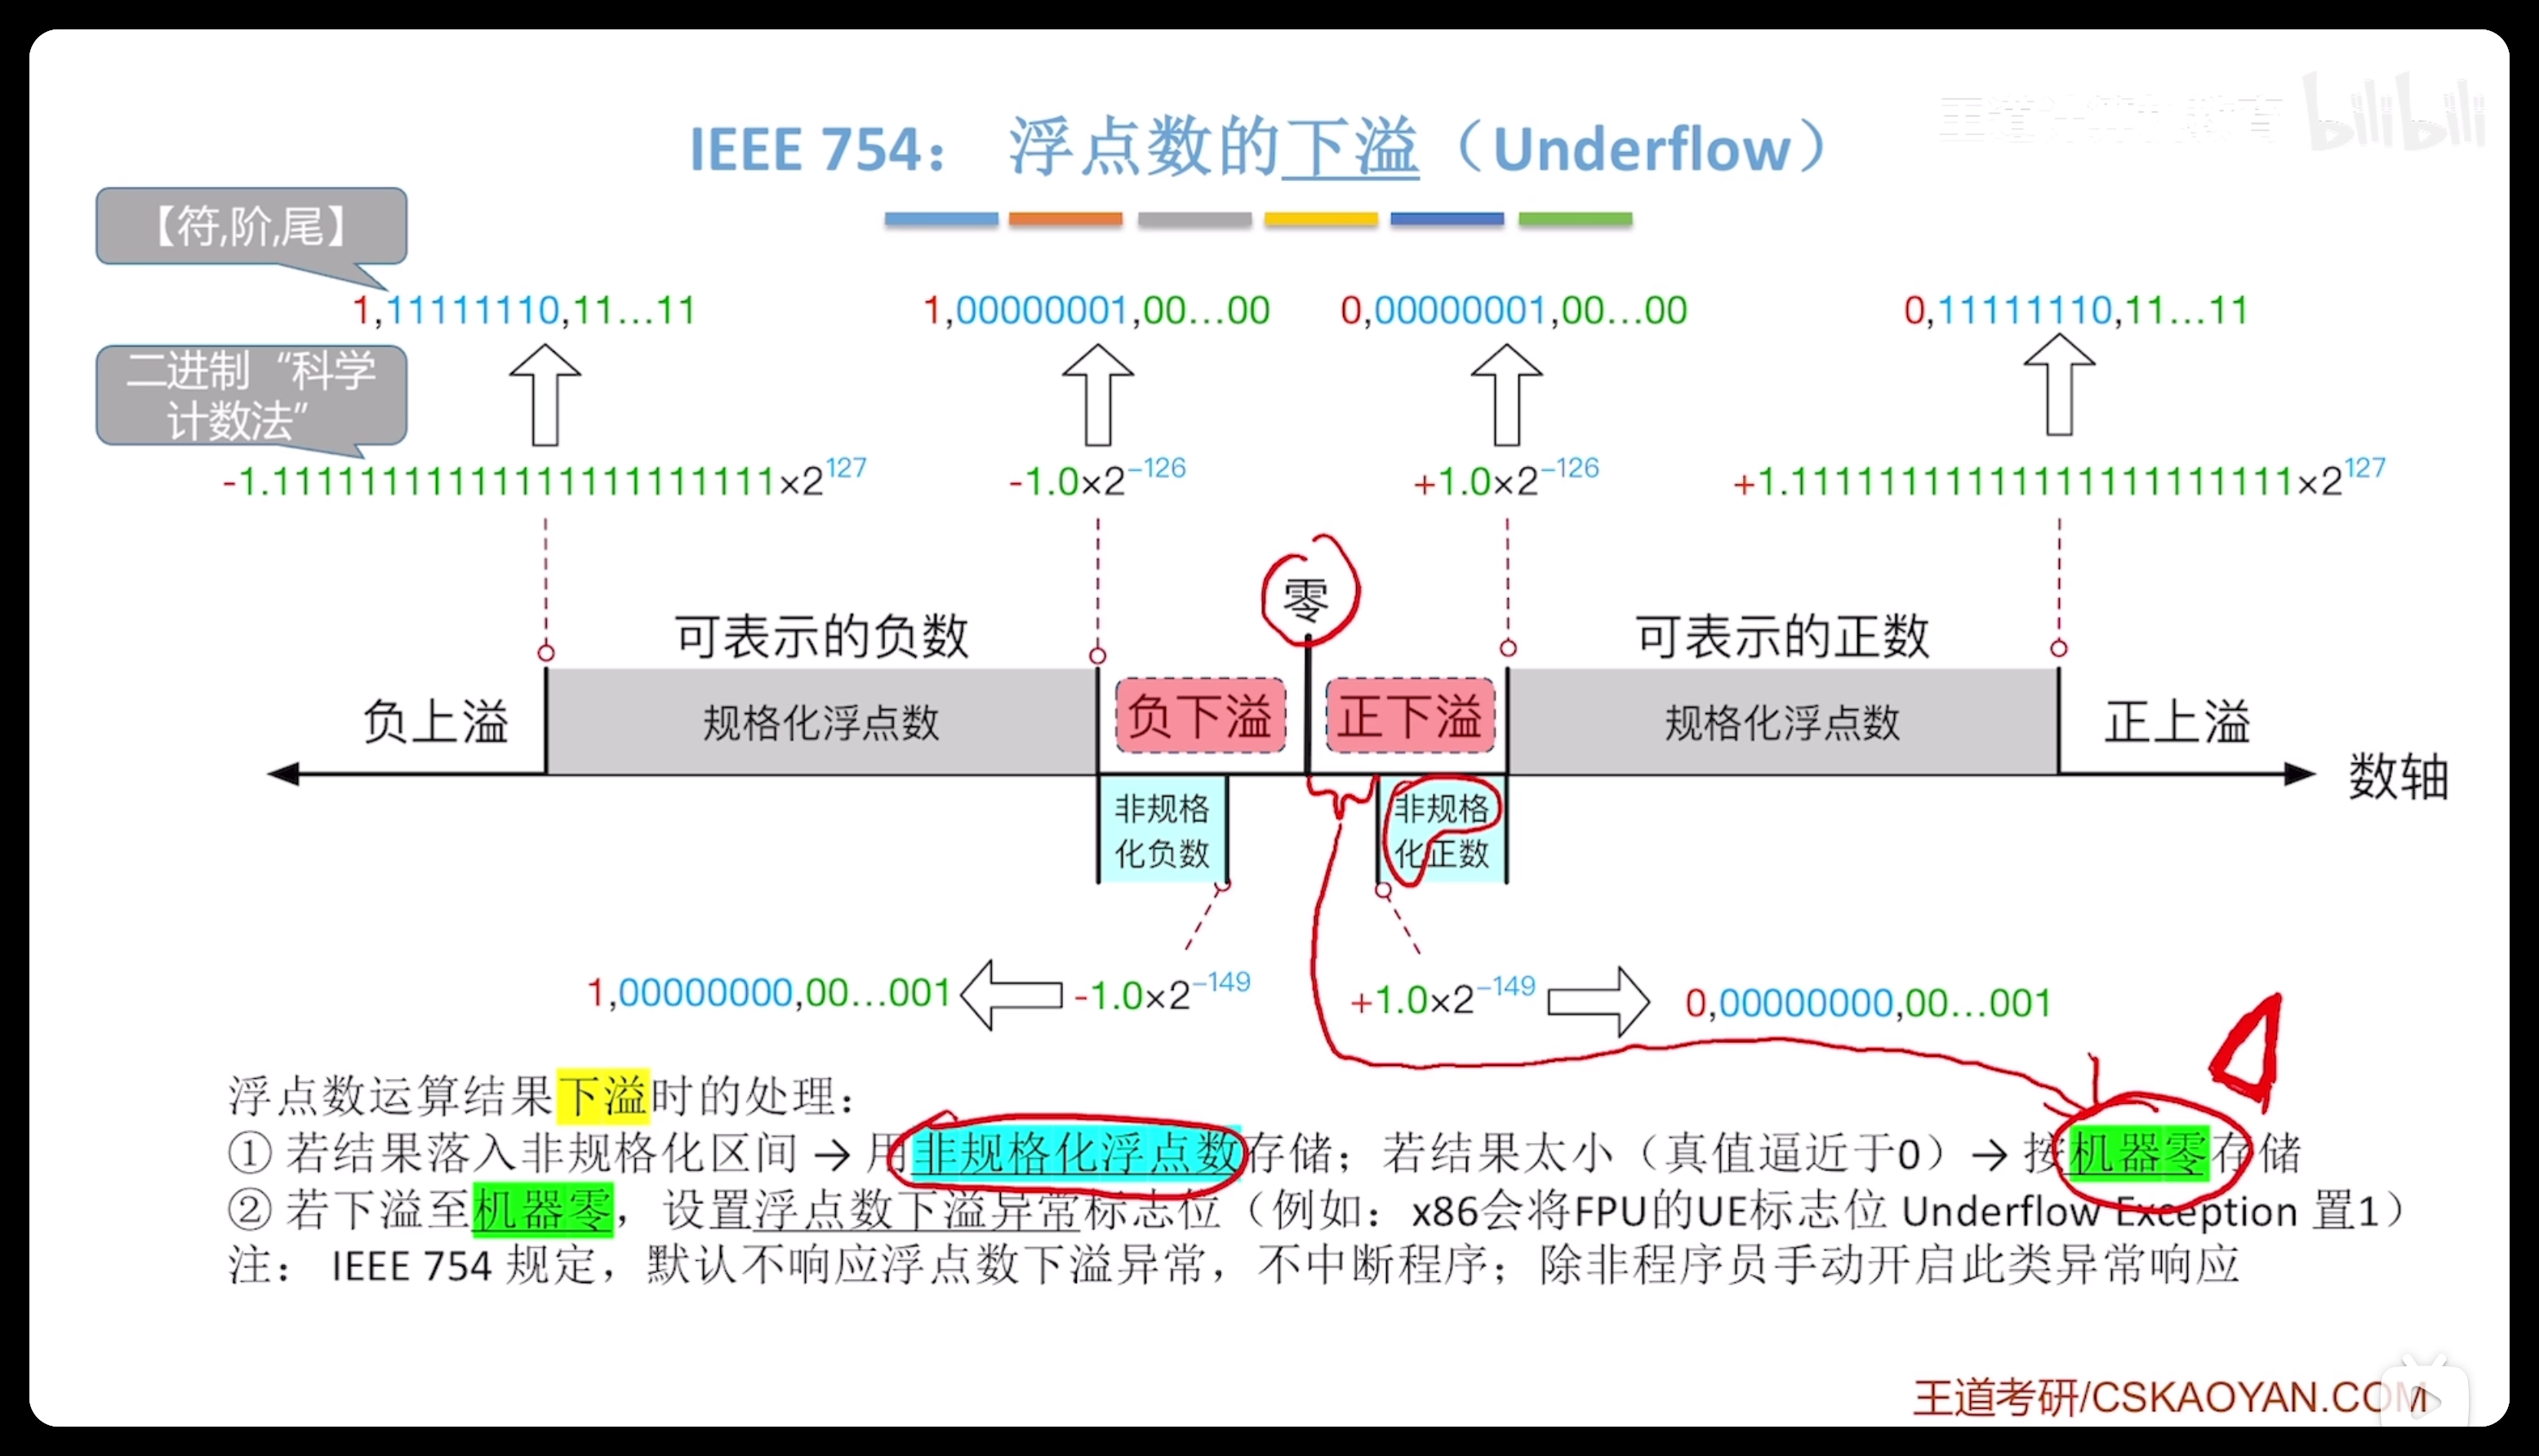 王道计算机教育 bilibili
IEEE 754： 浮点数的下溢（Underflow）
【符,阶,尾】
1,11111110,11...11 1,00000001,00...00 0,00000001,00...00 0,11111110,11...11
二进制“科学
计数法”
-1.11111111111111111111111×2^127 -1.0×2^−126 +1.0×2^−126 +1.11111111111111111111111×2^127
零
可表示的负数 可表示的正数
负上溢 规格化浮点数 负下溢 正下溢 规格化浮点数 正上溢
数轴
非规格 非规格
化负数 化正数
1,00000000,00...001 -1.0×2^−149 +1.0×2^−149 0,00000000,00...001
浮点数运算结果下溢时的处理：
① 若结果落入非规格化区间 → 用非规格化浮点数存储；若结果太小（真值逼近于0）→ 按机器零存储
② 若下溢至机器零，设置浮点数下溢异常标志位（例如：x86会将FPU的UE标志位 Underflow Exception 置1）
注： IEEE 754 规定，默认不响应浮点数下溢异常，不中断程序；除非程序员手动开启此类异常响应
王道考研/CSKAOYAN.COM